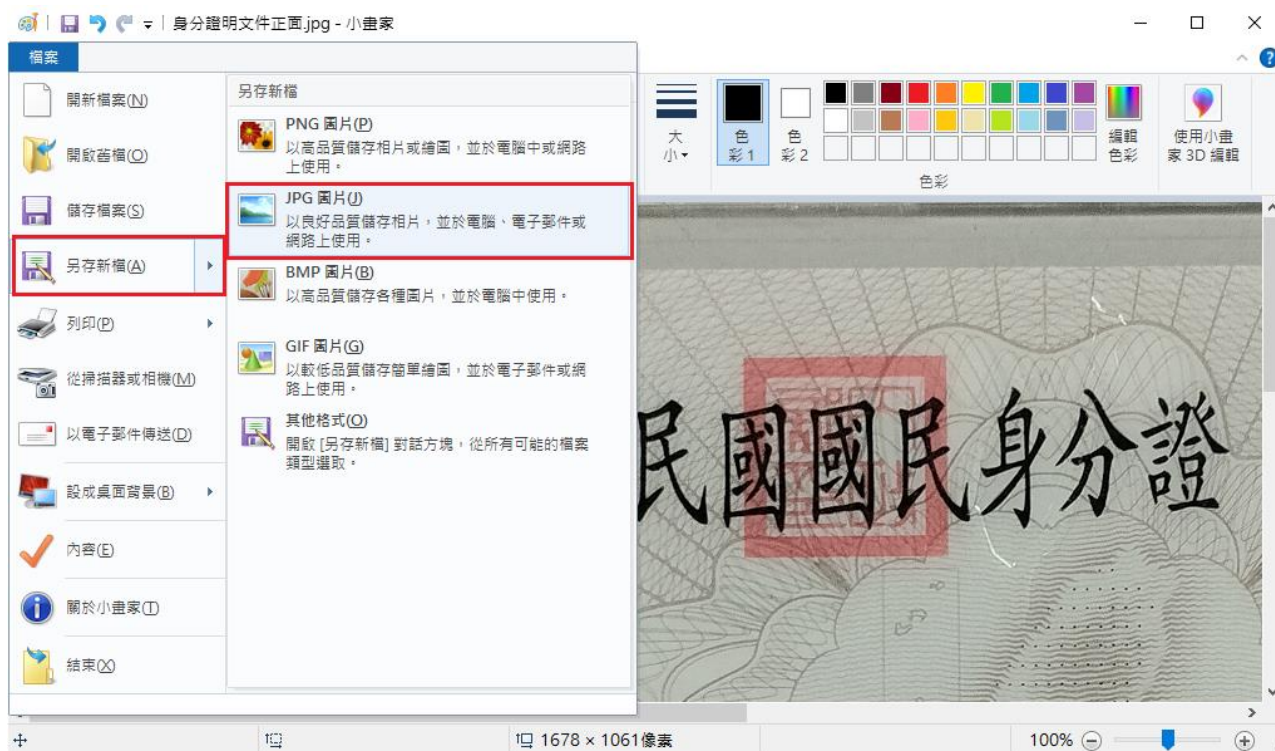 身分證明文件正面.jpg - 小畫家
檔案
開新檔案(N)
開啟舊檔(O)
儲存檔案(S)
另存新檔(A)
列印(P)
從掃描器或相機(M)
以電子郵件傳送(D)
設成桌面背景(B)
內容(E)
關於小畫家(T)
結束(X)
另存新檔
PNG 圖片(P)
以高品質儲存相片或繪圖，並於電腦中或網路
上使用。
JPG 圖片(J)
以良好品質儲存相片，並於電腦、電子郵件或
網路上使用。
BMP 圖片(B)
以高品質儲存各種圖片，並於電腦中使用。
GIF 圖片(G)
以較低品質儲存簡單繪圖，並於電子郵件或網
路上使用。
其他格式(O)
開啟 [另存新檔] 對話方塊，從所有可能的檔案
類型選取。
大
小
色
彩 1
色
彩 2
編輯
色彩
使用小畫
家 3D 編輯
色彩
民國國民身分證
1678 × 1061像素
100%